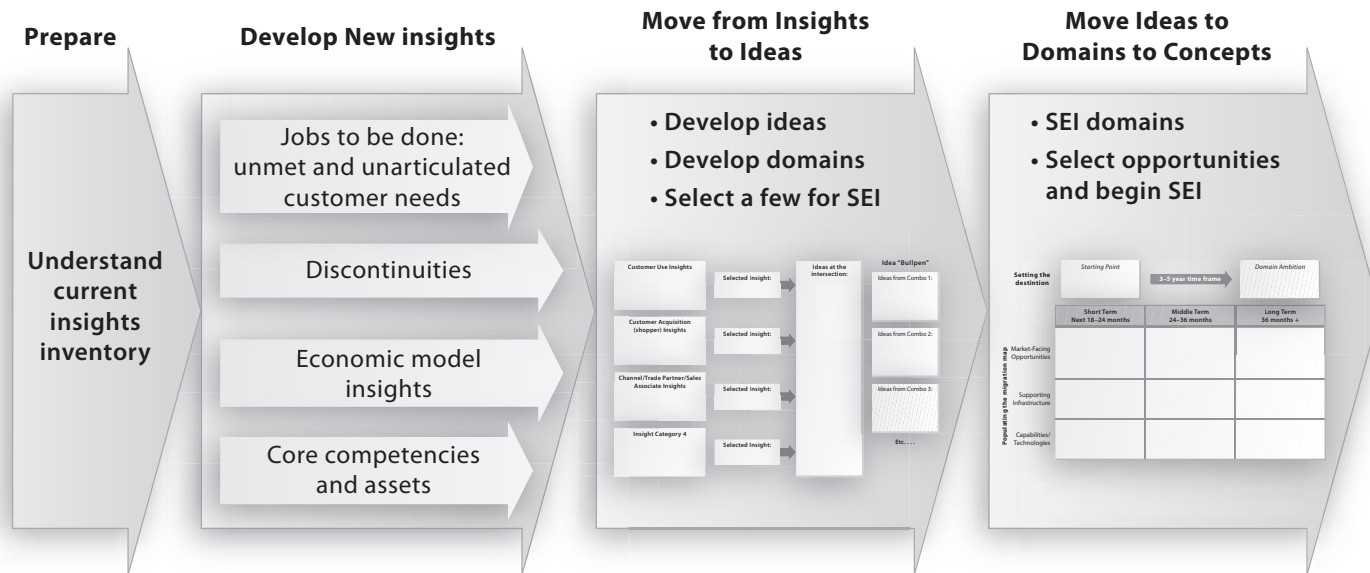 Prepare
Understand
current
insights
inventory
Develop New insights
Jobs to be done:
unmet and unarticulated
customer needs
Discontinuities
Economic model
insights
Core competencies
and assets
Move from Insights
to Ideas
• Develop ideas
• Develop domains
• Select a few for SEI
Customer Use Insights
Selected Insight:
Customer Acquisition
(shopper) Insights
Selected Insight:
Channel/Trade Partner/Sales
Associate Insights
Selected Insight:
Insight Category 4
Selected Insight:
Ideas at the
intersection:
Idea "Bullpen"
Ideas from Combo 1:
Ideas from Combo 2:
Ideas from Combo 3:
Etc. . . .
Move Ideas to
Domains to Concepts
• SEI domains
• Select opportunities
and begin SEI
Setting the
destintion
Starting Point
3–5 year time frame
Domain Ambition
Short Term
Next 18–24 months
Middle Term
24–36 months
Long Term
36 months +
Populating the migration map
Market-Facing
Opportunities
Supporting
Infrastructure
Capabilities/
Technologies